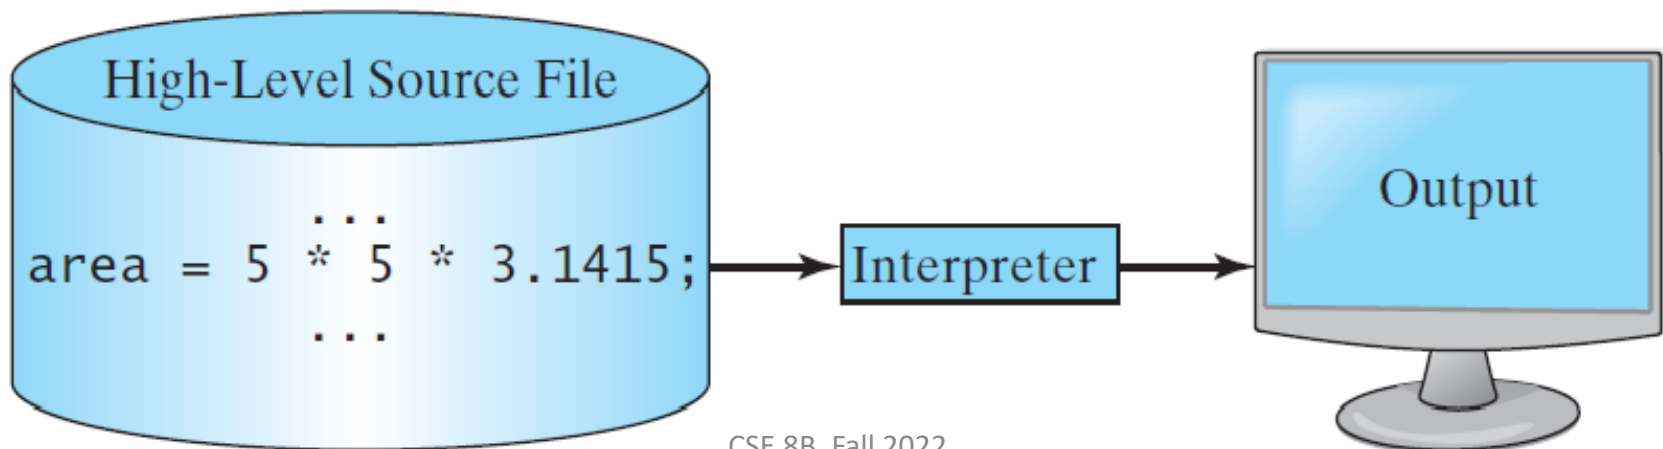 High-Level Source File
...
area = 5 * 5 * 3.1415;
...
Interpreter
Output
CSE 8B, Fall 2022